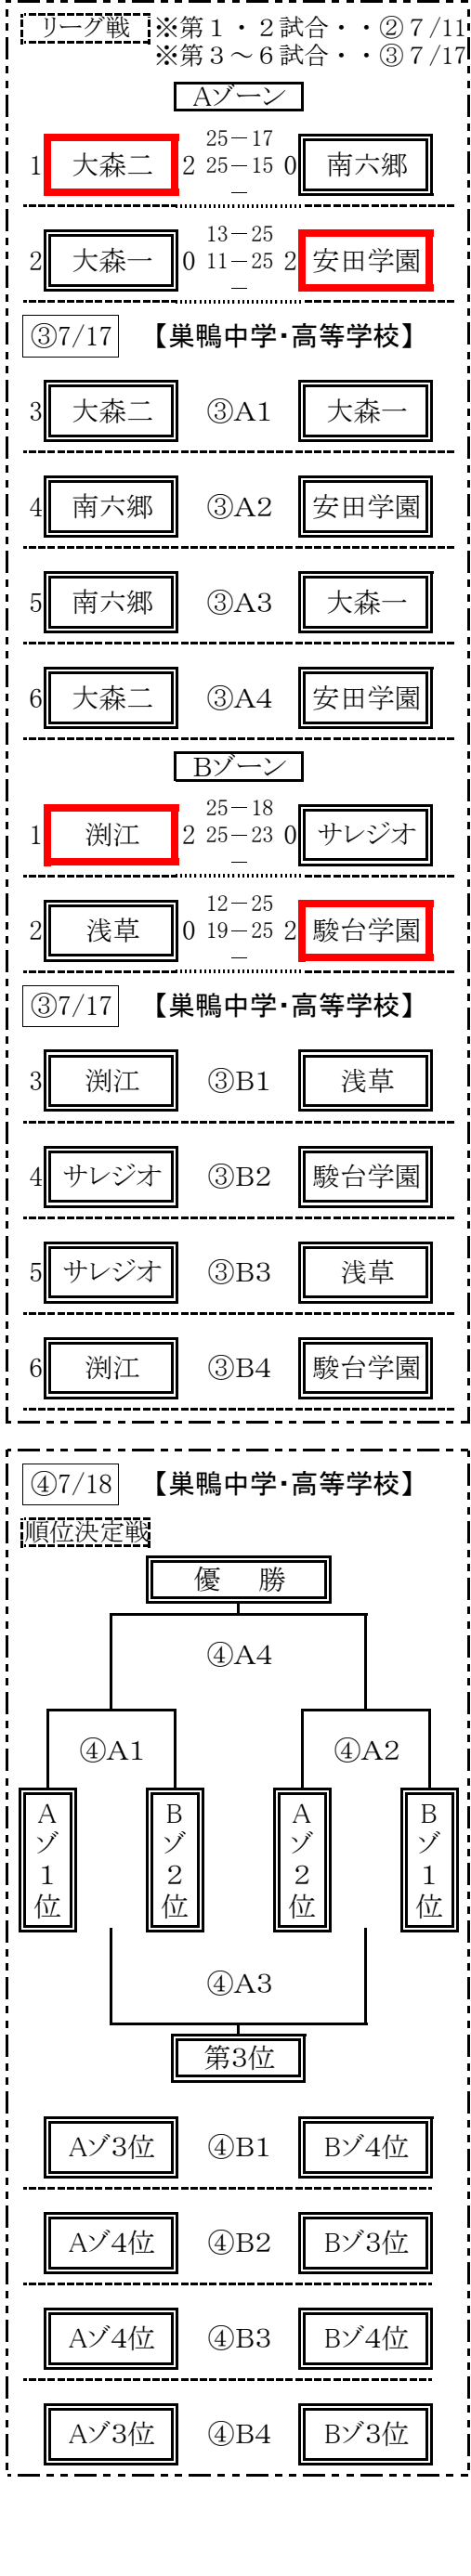 リーグ戦 ※第１・２試合・・②７/11
※第３～６試合・・③７/17
Aゾーン
25－17
1 大森二 2 25－15 0 南六郷
－
13－25
2 大森一 0 11－25 2 安田学園
－
③7/17 【巣鴨中学・高等学校】
3 大森二 ③A1 大森一
4 南六郷 ③A2 安田学園
5 南六郷 ③A3 大森一
6 大森二 ③A4 安田学園
Bゾーン
25－18
1 渕江 2 25－23 0 サレジオ
－
12－25
2 浅草 0 19－25 2 駿台学園
－
③7/17 【巣鴨中学・高等学校】
3 渕江 ③B1 浅草
4 サレジオ ③B2 駿台学園
5 サレジオ ③B3 浅草
6 渕江 ③B4 駿台学園
④7/18 【巣鴨中学・高等学校】
順位決定戦
優　勝
④A4
④A1 ④A2
Aゾ1位 Bゾ2位 Aゾ2位 Bゾ1位
④A3
第3位
Aゾ3位 ④B1 Bゾ4位
Aゾ4位 ④B2 Bゾ3位
Aゾ4位 ④B3 Bゾ4位
Aゾ3位 ④B4 Bゾ3位